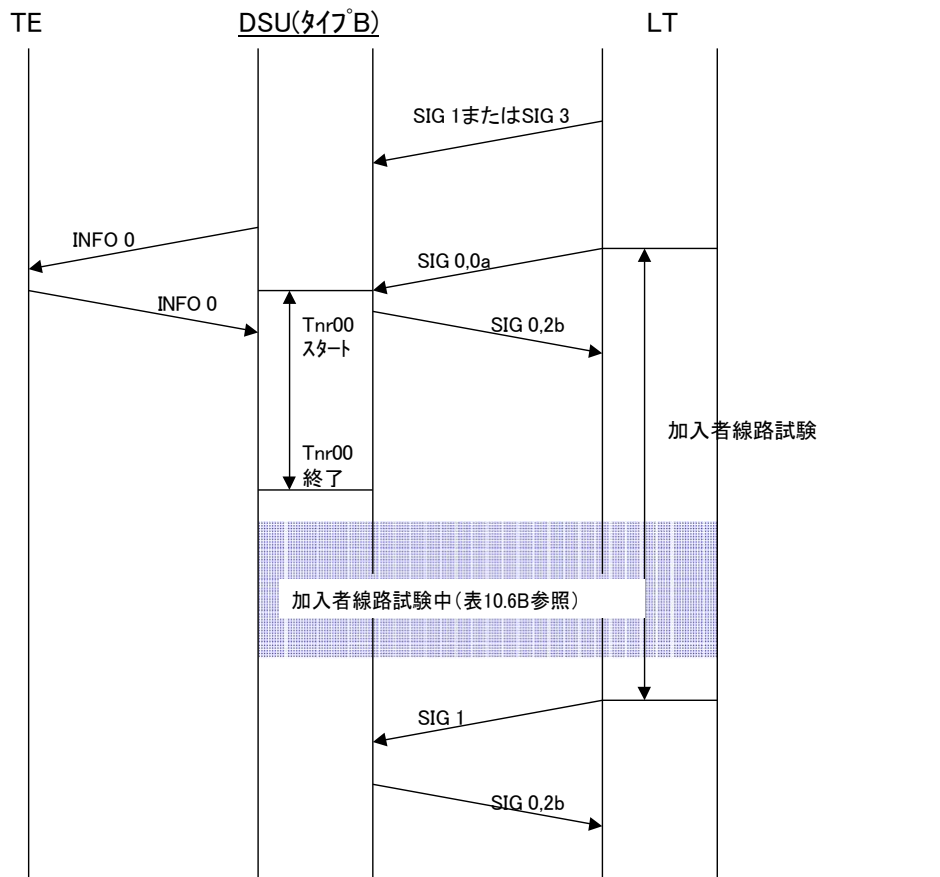 TE
DSU(ﾀｲﾌﾟB)
LT
SIG 1またはSIG 3
INFO 0
SIG 0,0a
INFO 0
Tnr00
ｽﾀｰﾄ
SIG 0,2b
加入者線路試験
Tnr00
終了
加入者線路試験中(表10.6B参照)
SIG 1
SIG 0,2b